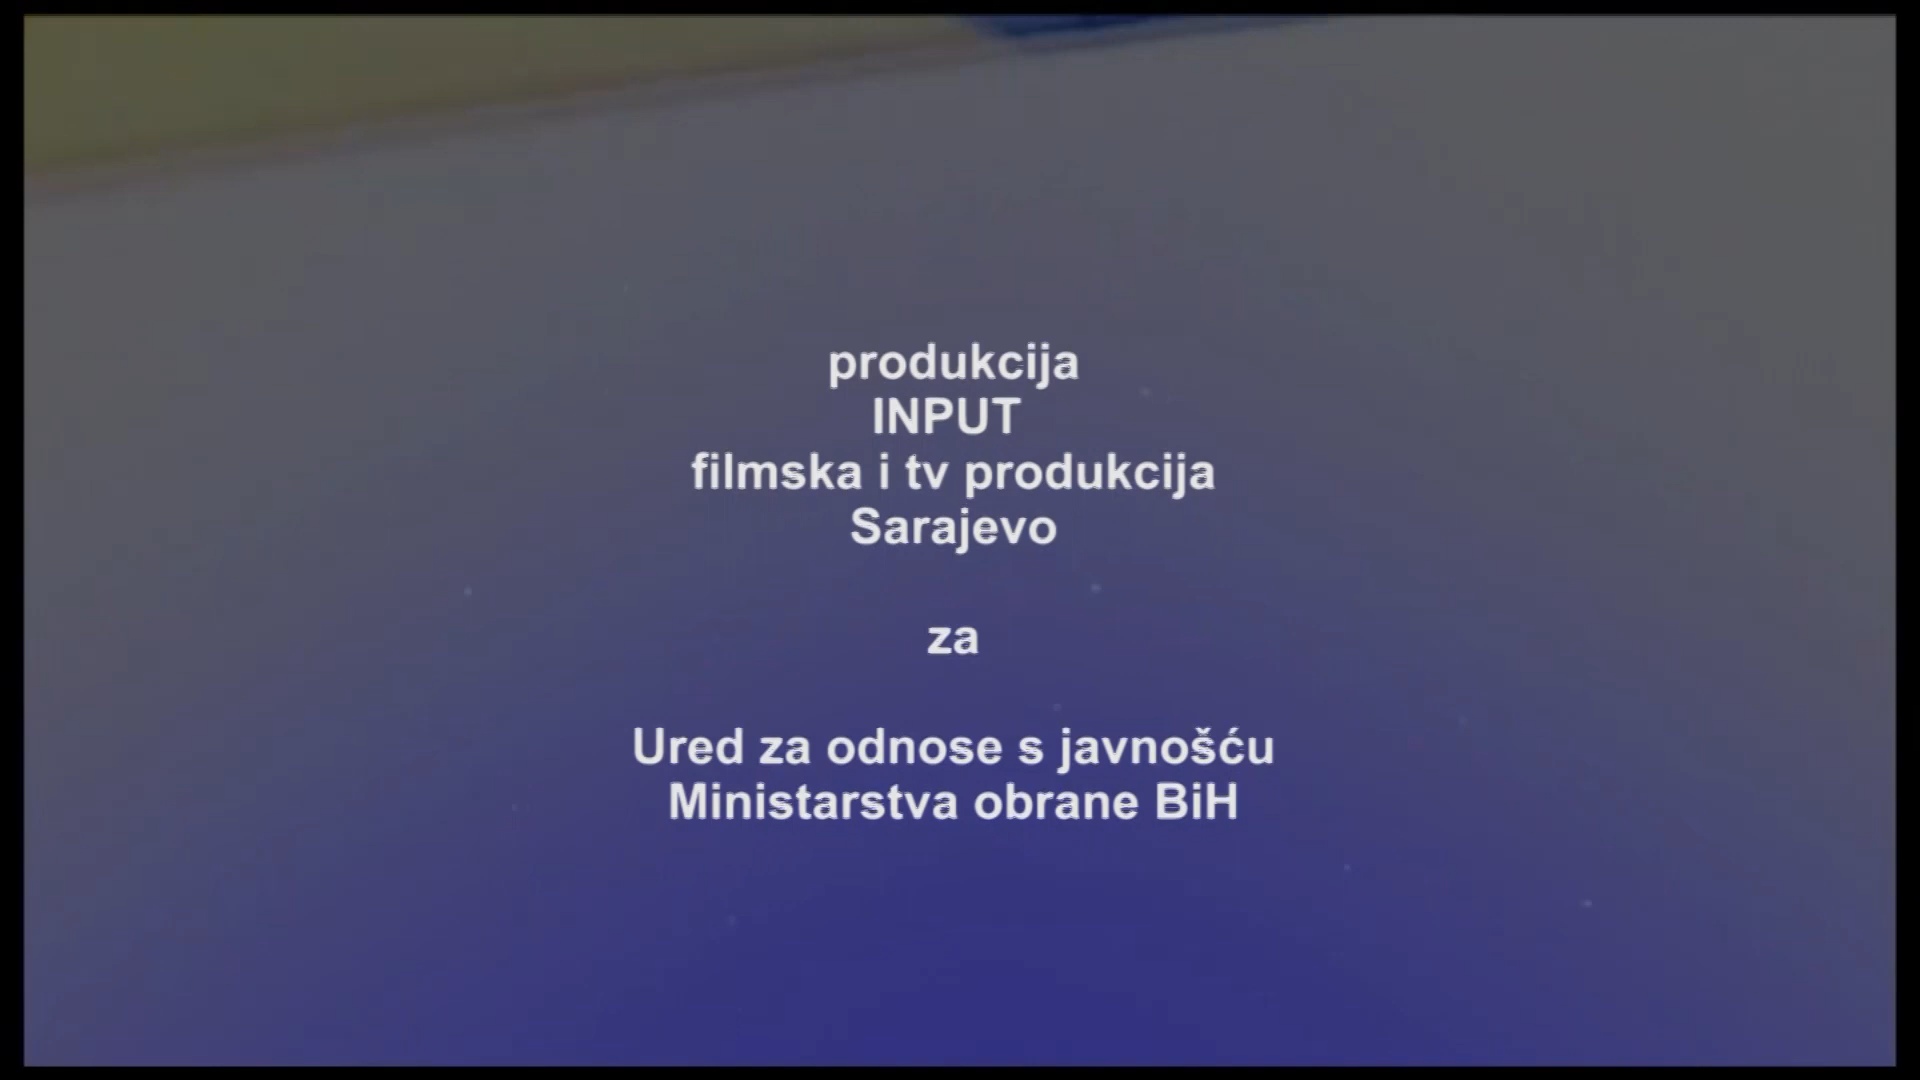 produkcija
INPUT
filmska i tv produkcija
Sarajevo
za
Ured za odnose s javnošću
Ministarstva obrane BiH